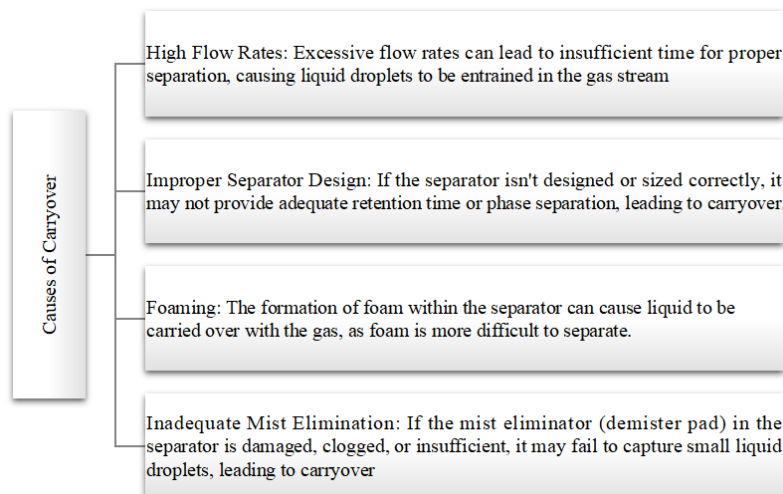 Causes of Carryover
High Flow Rates: Excessive flow rates can lead to insufficient time for proper
separation, causing liquid droplets to be entrained in the gas stream
Improper Separator Design: If the separator isn't designed or sized correctly, it
may not provide adequate retention time or phase separation, leading to carryover.
Foaming: The formation of foam within the separator can cause liquid to be
carried over with the gas, as foam is more difficult to separate.
Inadequate Mist Elimination: If the mist eliminator (demister pad) in the
separator is damaged, clogged, or insufficient, it may fail to capture small liquid
droplets, leading to carryover